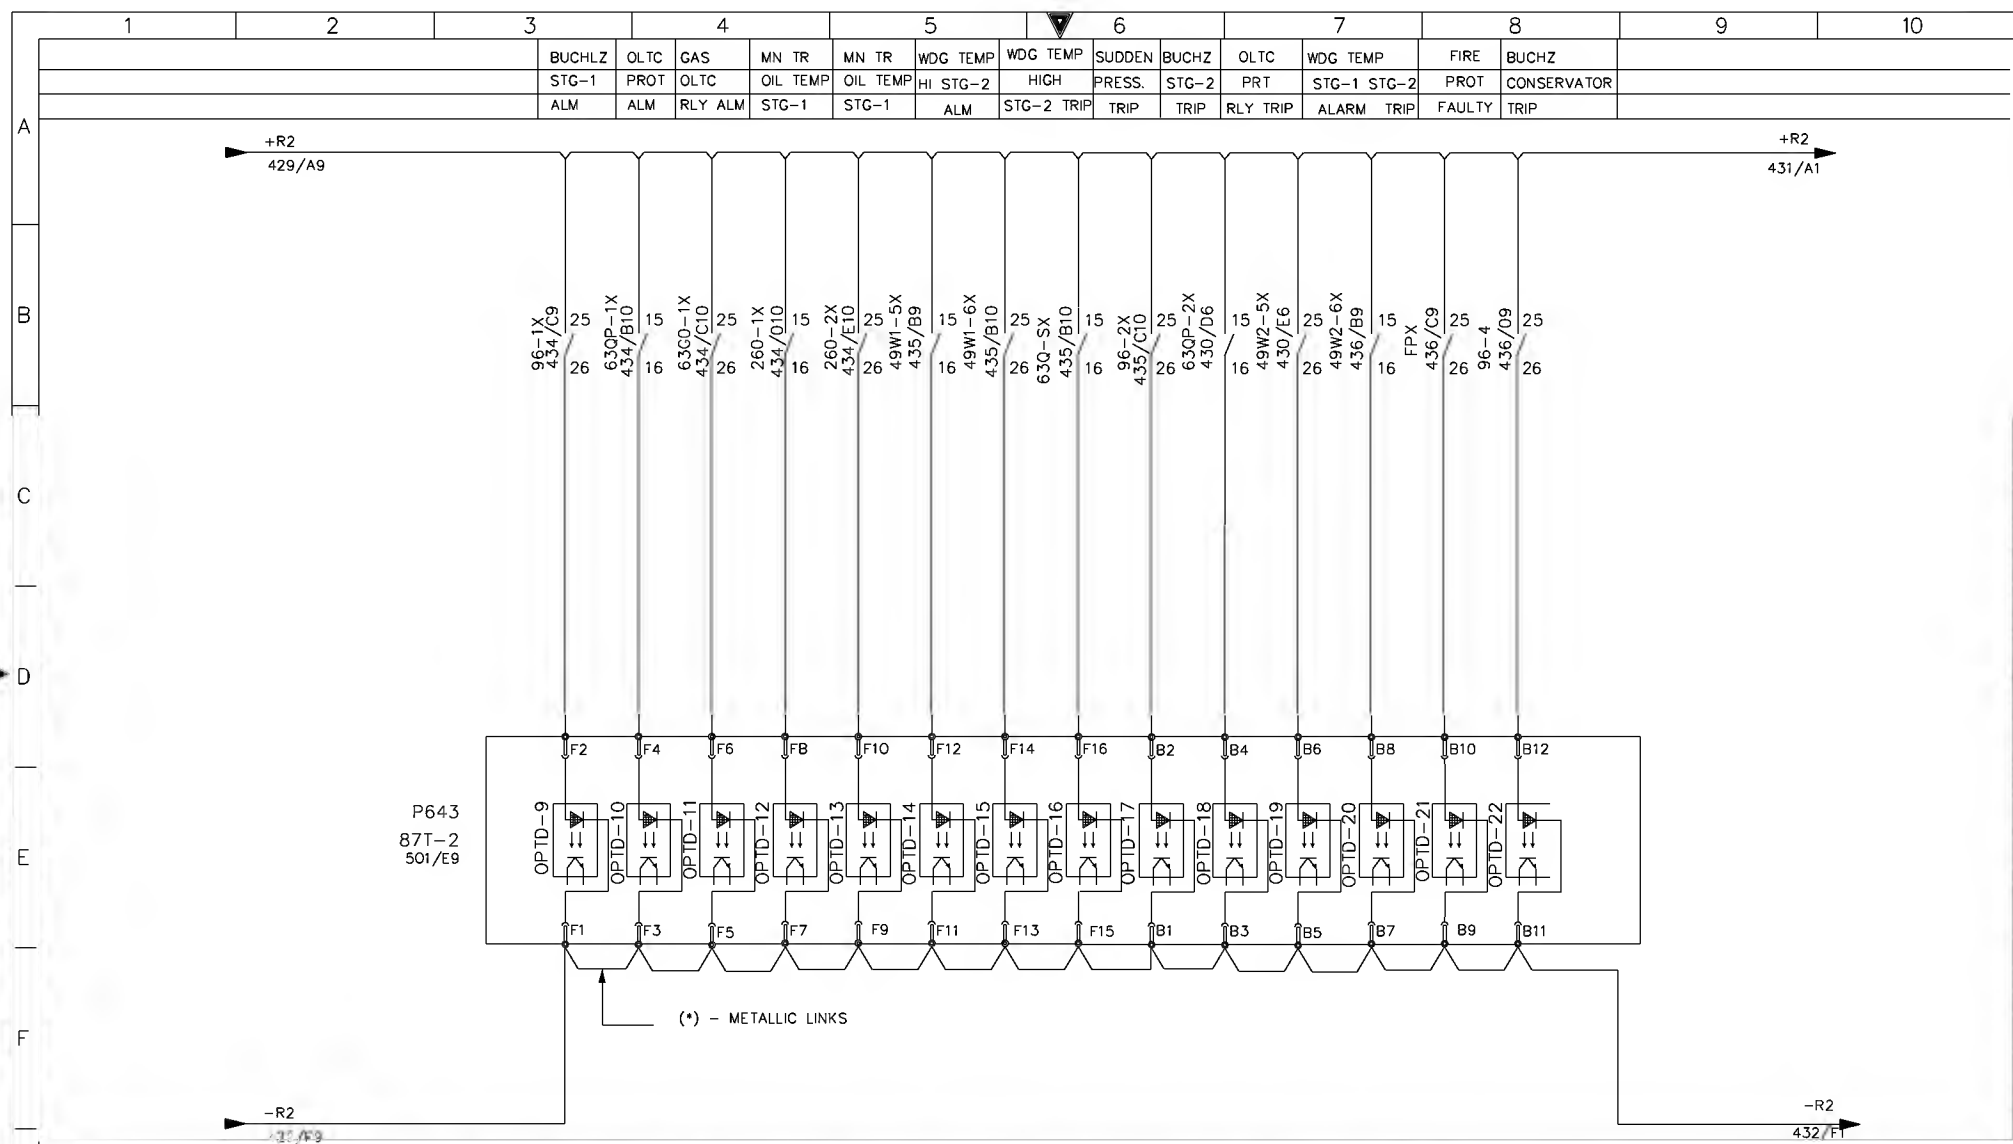 1 2 3 4 5 6 7 8 9 10
BUCHLZ OLTC GAS MN TR MN TR WDG TEMP WDG TEMP SUDDEN BUCHZ OLTC WDG TEMP FIRE BUCHZ
STG-1 PROT OLTC OIL TEMP OIL TEMP HI STG-2 HIGH PRESS. STG-2 PRT STG-1 STG-2 PROT CONSERVATOR
ALM ALM RLY ALM STG-1 STG-1 ALM STG-2 TRIP TRIP TRIP RLY TRIP ALARM TRIP FAULTY TRIP
A
+R2 +R2
429/A9 431/A1
B
96-1X 434/C9 25 26
63QP-1X 434/B10 15 16
63GO-1X 434/C10 25 26
260-1X 434/D10 15 16
260-2X 434/E10 25 26
49W1-5X 435/B9 15 16
49W1-6X 435/B10 25 26
63Q-SX 435/B10 15 16
96-2X 435/C10 25 26
63QP-2X 430/D6 15 16
49W2-5X 430/E6 25 26
49W2-6X 436/B9 15 16
FPX 436/C9 25 26
96-4 436/09 25 26
C
D
F2 F4 F6 F8 F10 F12 F14 F16 B2 B4 B6 B8 B10 B12
P643
87T-2
501/E9
E
OPTD-9 OPTD-10 OPTD-11 OPTD-12 OPTD-13 OPTD-14 OPTD-15 OPTD-16 OPTD-17 OPTD-18 OPTD-19 OPTD-20 OPTD-21 OPTD-22
F1 F3 F5 F7 F9 F11 F13 F15 B1 B3 B5 B7 B9 B11
(*) - METALLIC LINKS
F
-R2 -R2
432/F1